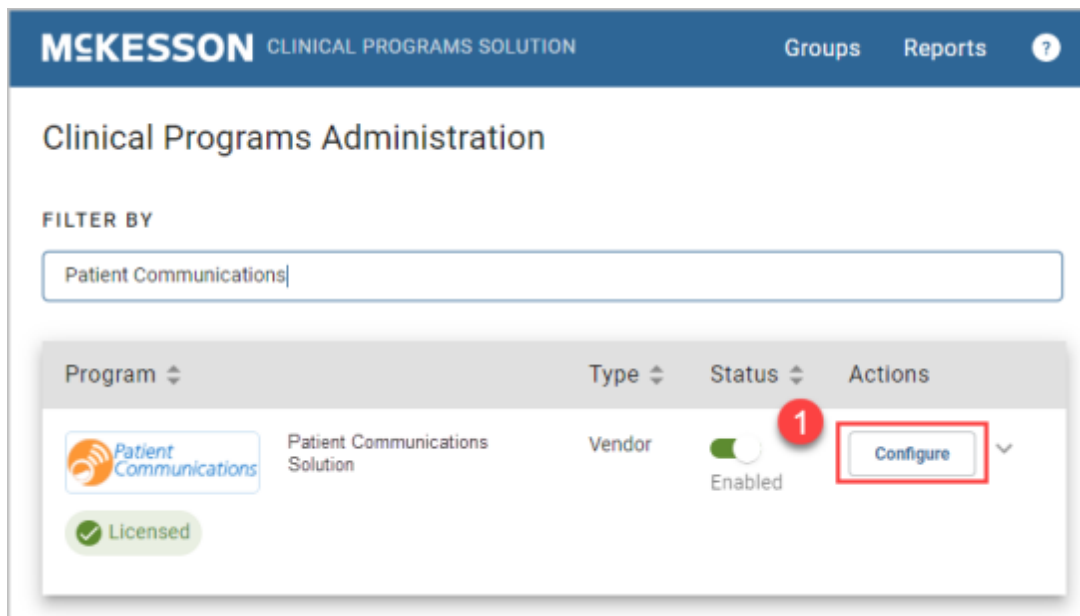 MCKESSON CLINICAL PROGRAMS SOLUTION Groups Reports ?
Clinical Programs Administration
FILTER BY
Patient Communications
Program Type Status Actions
1
Patient
Communications
Patient Communications
Solution
Vendor
Enabled
Configure
Licensed